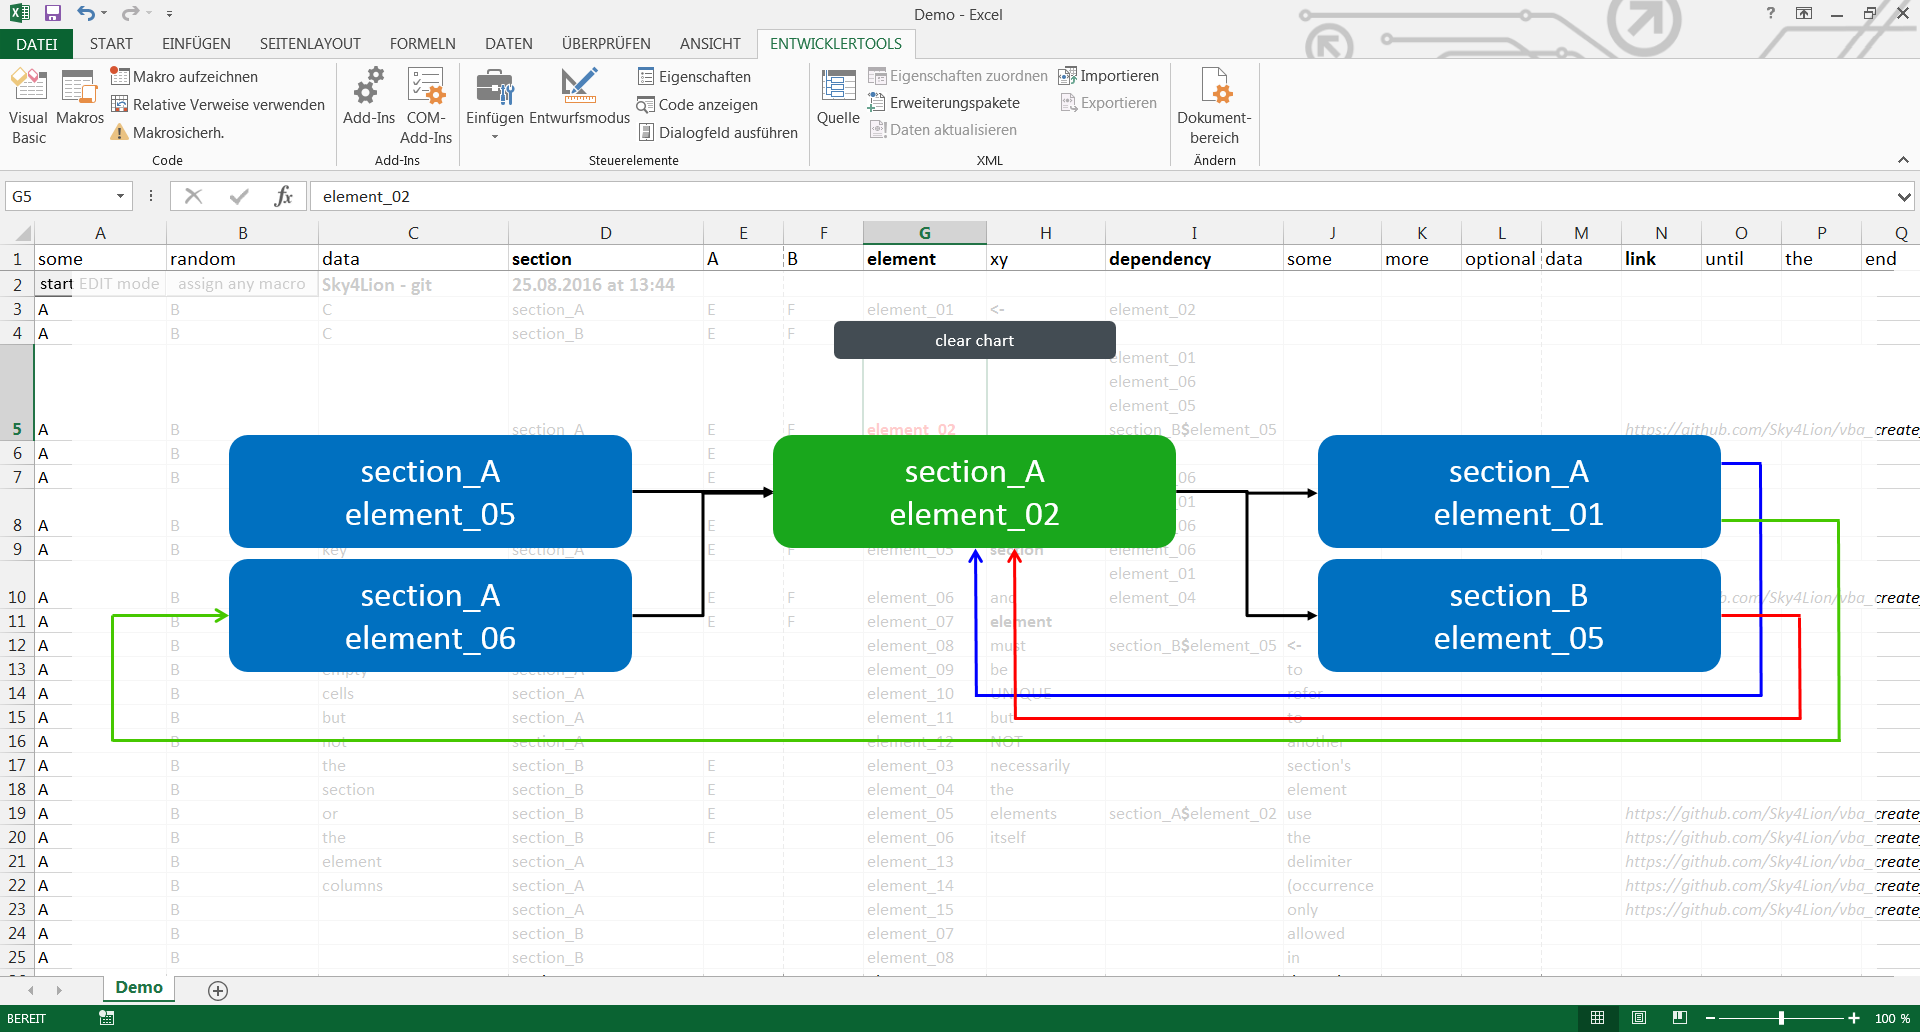 Demo - Excel
?
DATEI START EINFÜGEN SEITENLAYOUT FORMELN DATEN ÜBERPRÜFEN ANSICHT ENTWICKLERTOOLS
Visual Basic
Makros
Makro aufzeichnen
Relative Verweise verwenden
Makrosicherh.
Code
Add-Ins
COM-Add-Ins
Add-Ins
Einfügen
Entwurfsmodus
Eigenschaften
Code anzeigen
Dialogfeld ausführen
Steuerelemente
Quelle
Eigenschaften zuordnen
Erweiterungspakete
Daten aktualisieren
Importieren
Exportieren
XML
Dokument-
bereich
Ändern
G5 fx element_02
A B C D E F G H I J K L M N O P Q
1 some random data section A B element xy dependency some more optional data link until the end
2 start EDIT mode assign any macro Sky4Lion - git 25.08.2016 at 13:44
3 A B C section_A E F element_01 <- element_02
4 A B C section_B E F
clear chart
element_01
element_06
element_05
5 A B section_A E F element_02 section_B$element_05 https://github.com/Sky4Lion/vba_create
6 A B E
7 A B E _06
_01
8 A B E _06
9 A B key section_A E F element_05 section element_06
element_01
10 A B E F element_06 and element_04 create
11 A B E F element_07 element
12 A B element_08 must section_B$element_05 <-
13 A B empty section_A element_09 be to
14 A B cells section_A element_10 UNIQUE refer
15 A B but section_A element_11 but to
16 A B not section_A element_12 NOT another
17 A B the section_B E element_03 necessarily section's
18 A B section section_B E element_04 the element
19 A B or section_B E element_05 elements section_A$element_02 use https://github.com/Sky4Lion/vba_create
20 A B the section_B E element_06 itself the https://github.com/Sky4Lion/vba_create
21 A B element section_A element_13 delimiter https://github.com/Sky4Lion/vba_create
22 A B columns section_A element_14 (occurrence https://github.com/Sky4Lion/vba_create
23 A B section_A element_15 only https://github.com/Sky4Lion/vba_create
24 A B section_B element_07 allowed
25 A B section_B element_08 in
section_A
element_05
section_A
element_06
section_A
element_02
section_A
element_01
section_B
element_05
Demo
BEREIT
100 %